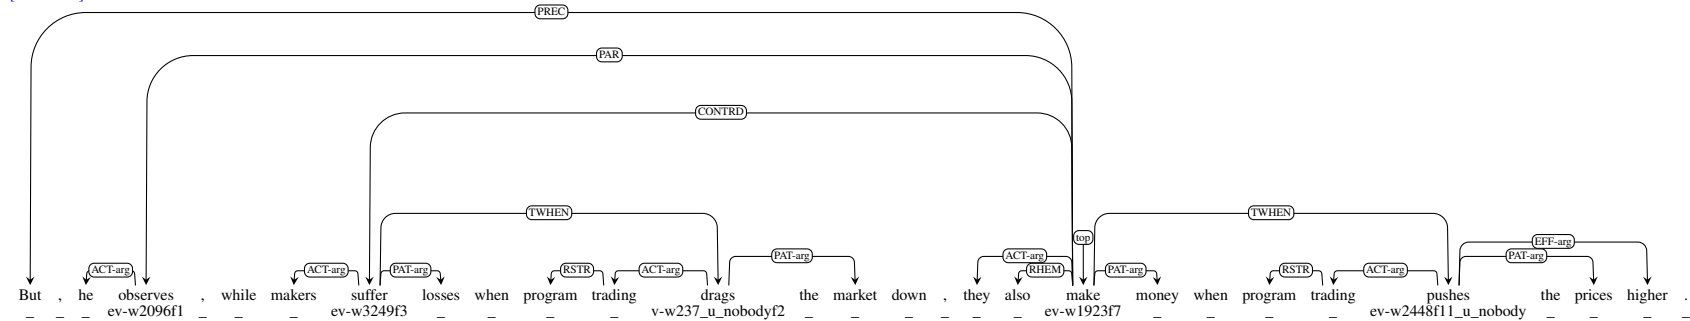 PREC
PAR
CONTRD
TWHEN TWHEN
top
EFF-arg
PAT-arg ACT-arg PAT-arg
ACT-arg ACT-arg PAT-arg RSTR ACT-arg RHEM PAT-arg RSTR ACT-arg
But , he observes , while makers suffer losses when program trading drags the market down , they also make money when program trading pushes the prices higher .
_ _ _ ev-w2096f1 _ _ _ ev-w3249f3 _ _ _ _ v-w237_u_nobodyf2 _ _ _ _ _ _ ev-w1923f7 _ _ _ _ ev-w2448f11_u_nobody _ _ _ _